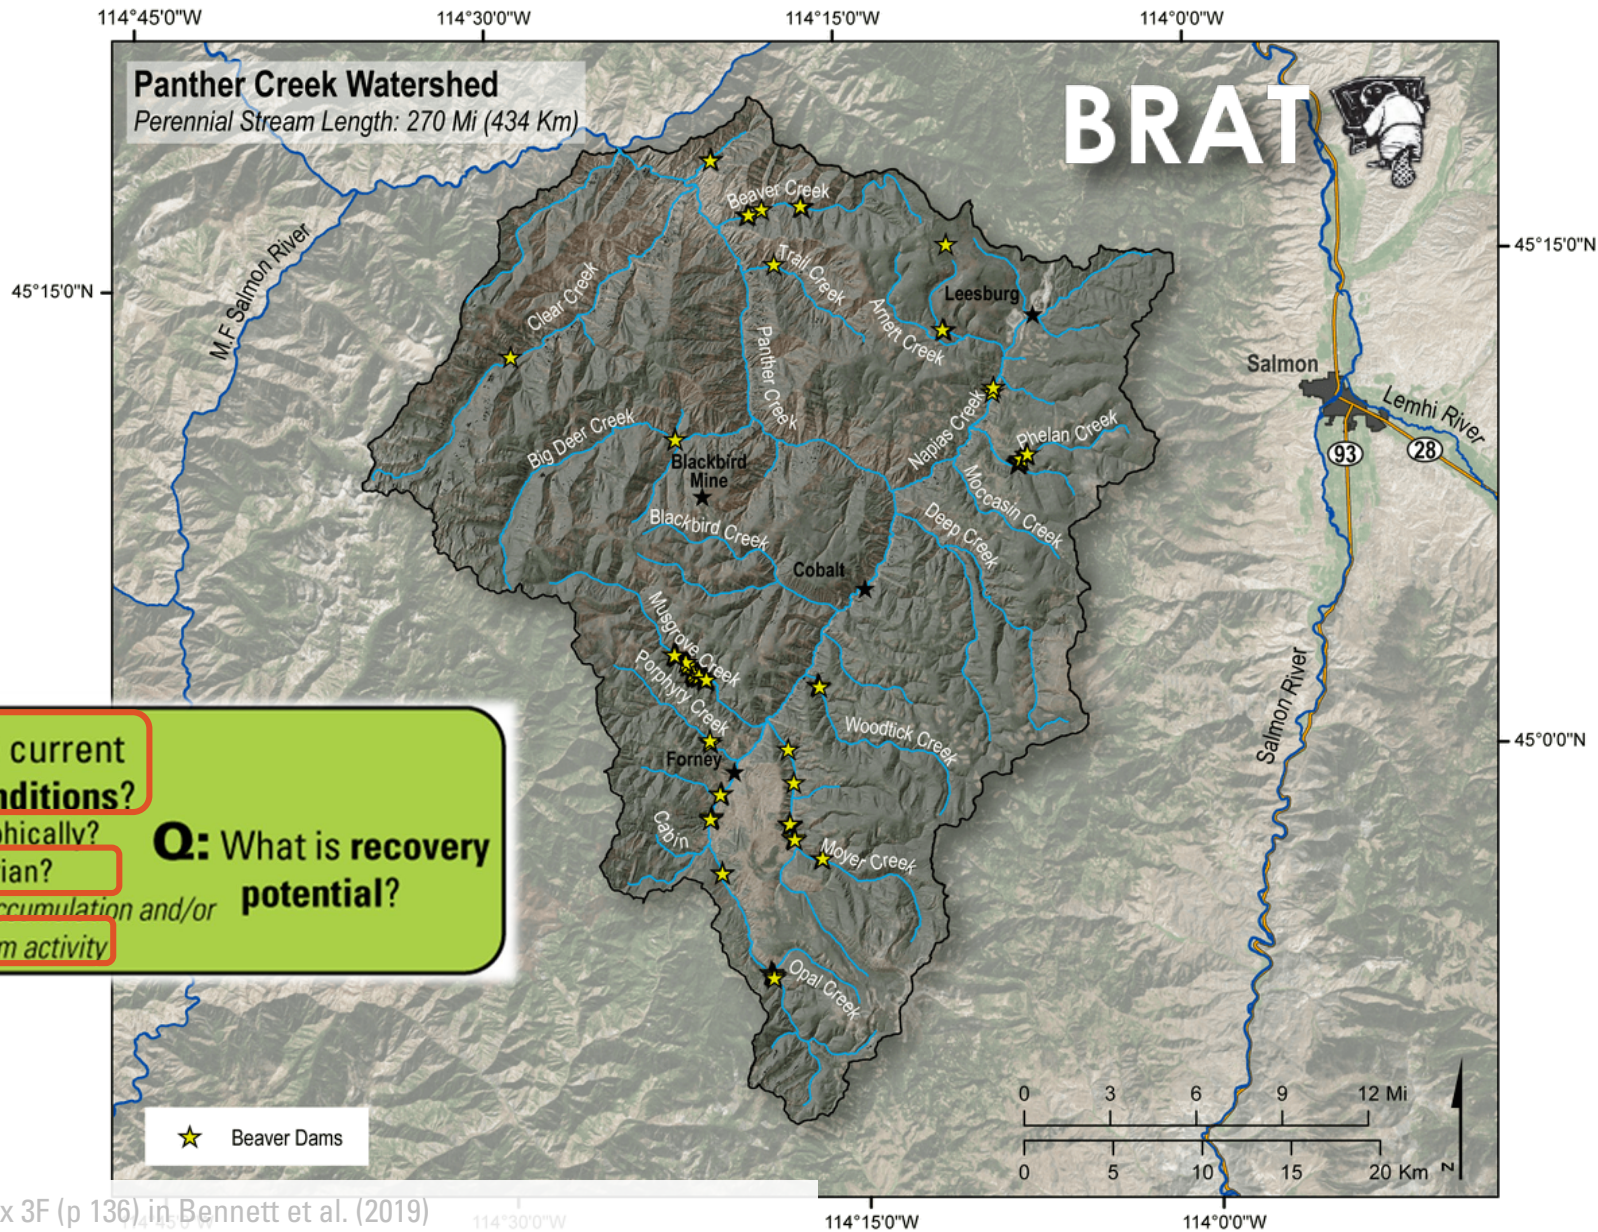 114°45'0"W
114°30'0"W
114°15'0"W
114°0'0"W
Panther Creek Watershed
Perennial Stream Length: 270 Mi (434 Km)
BRAT
45°15'0"N
45°15'0"N
M.F Salmon River
Beaver Creek
Trail Creek
Clear Creek
Arnett Creek
Leesburg
Panther Creek
Salmon
Lemhi River
93
28
Big Deer Creek
Napias Creek
Phelan Creek
Blackbird
Mine
Moccasin Creek
Blackbird Creek
Deep Creek
Cobalt
Musgrove Creek
Porphyry Creek
Salmon River
Woodtick Creek
45°0'0"N
Forney
Cabin
Moyer Creek
Opal Creek
current
nditions?
phically?
ian?
ccumulation and/or
m activity
Q: What is recovery
potential?
0 3 6 9 12 Mi
0 5 10 15 20 Km
N
Beaver Dams
x 3F (p 136) in Bennett et al. (2019)
114°45'0"W
114°30'0"W
114°15'0"W
114°0'0"W